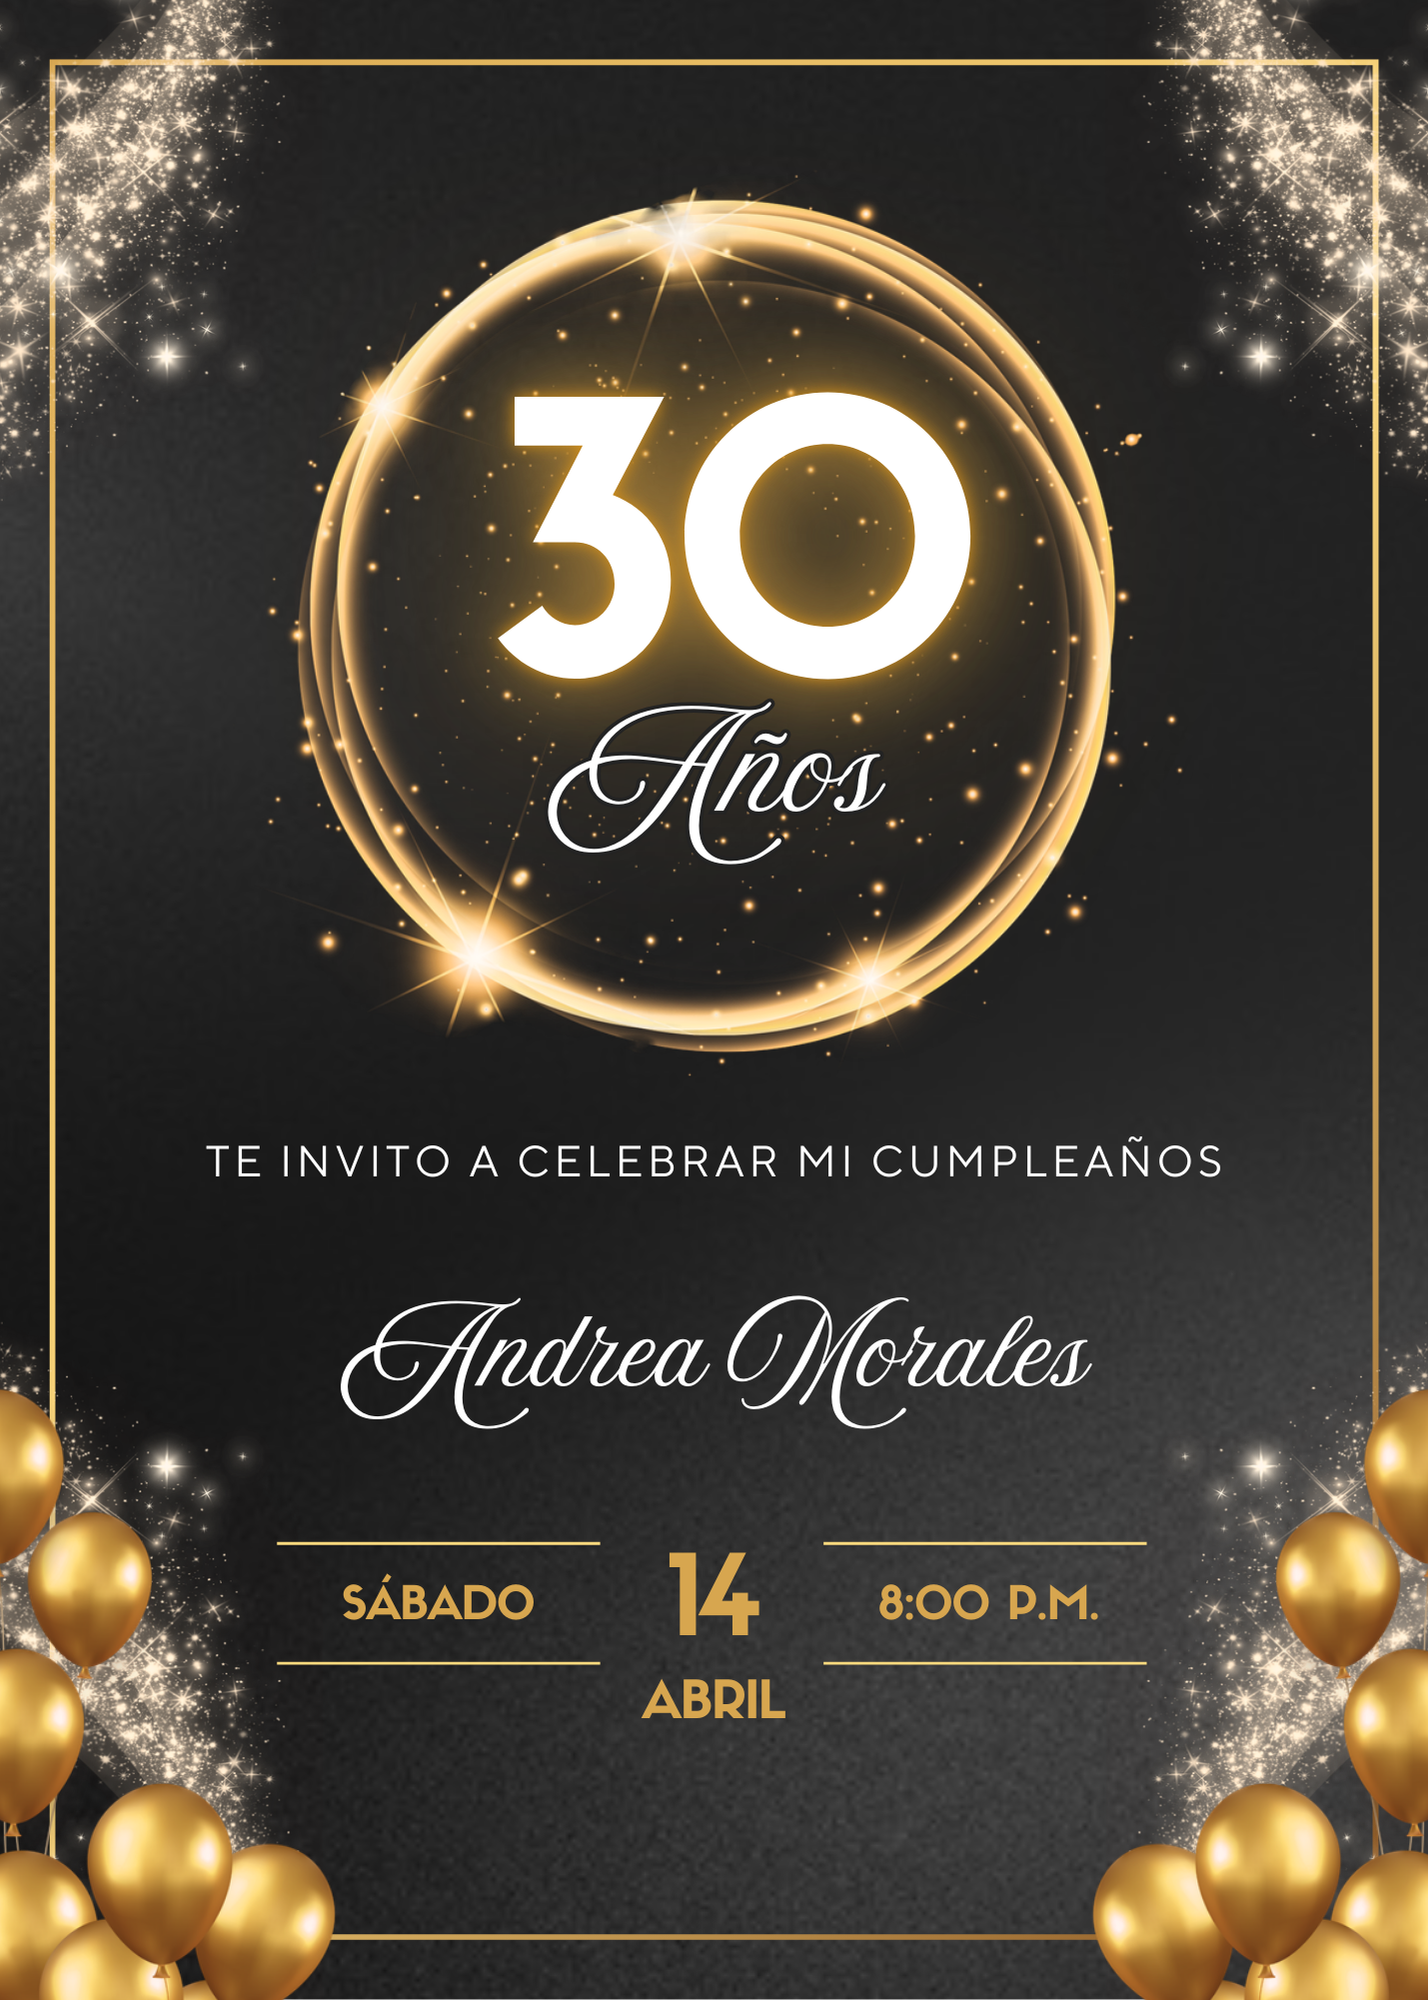 30
Años
TE INVITO A CELEBRAR MI CUMPLEAÑOS
Andrea Morales
SÁBADO
14
8:00 P.M.
ABRIL